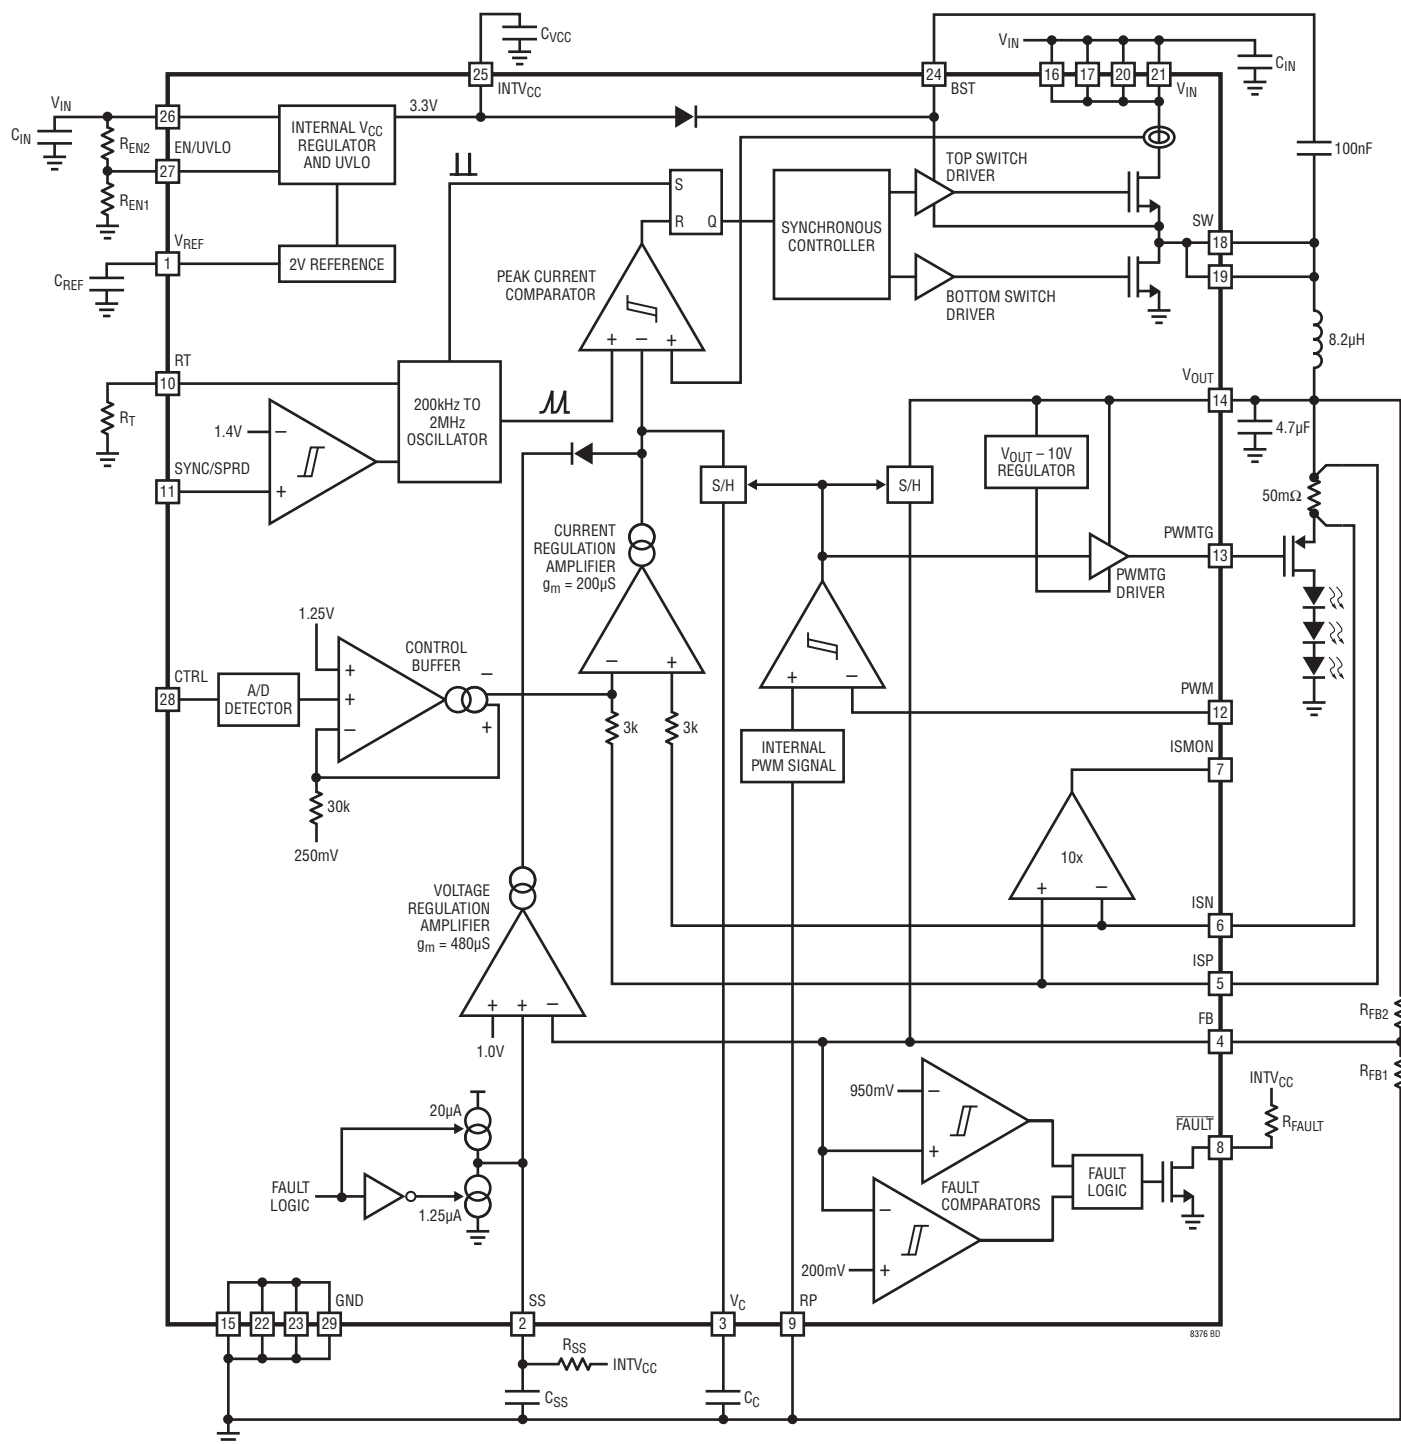 CVCC
25
INTVCC
24
BST
VIN
16
17
20
21
VIN
CIN
VIN
26
CIN
REN2
EN/UVLO
27
REN1
INTERNAL VCC
REGULATOR
AND UVLO
3.3V
100nF
TOP SWITCH
DRIVER
S
R
Q
SYNCHRONOUS
CONTROLLER
SW
18
19
VREF
1
CREF
2V REFERENCE
PEAK CURRENT
COMPARATOR
+
–
+
BOTTOM SWITCH
DRIVER
8.2µH
RT
10
RT
200kHz TO
2MHz
OSCILLATOR
1.4V
–
+
SYNC/SPRD
11
VOUT
14
4.7µF
VOUT – 10V
REGULATOR
S/H
S/H
50mΩ
PWMTG
13
PWMTG
DRIVER
CURRENT
REGULATION
AMPLIFIER
gm = 200µS
–
+
1.25V
CONTROL
BUFFER
CTRL
28
A/D
DETECTOR
+
+
–
–
+
3k
3k
30k
250mV
+
–
INTERNAL
PWM SIGNAL
PWM
12
ISMON
7
10x
+
–
ISN
6
ISP
5
VOLTAGE
REGULATION
AMPLIFIER
gm = 480µS
+
+
–
1.0V
FB
4
RFB2
RFB1
950mV
–
+
INTVCC
RFAULT
FAULT
8
20µA
FAULT
LOGIC
1.25µA
FAULT
COMPARATORS
FAULT
LOGIC
–
+
200mV
GND
15
22
23
29
SS
2
VC
3
RP
9
8376 BD
RSS
INTVCC
CSS
CC